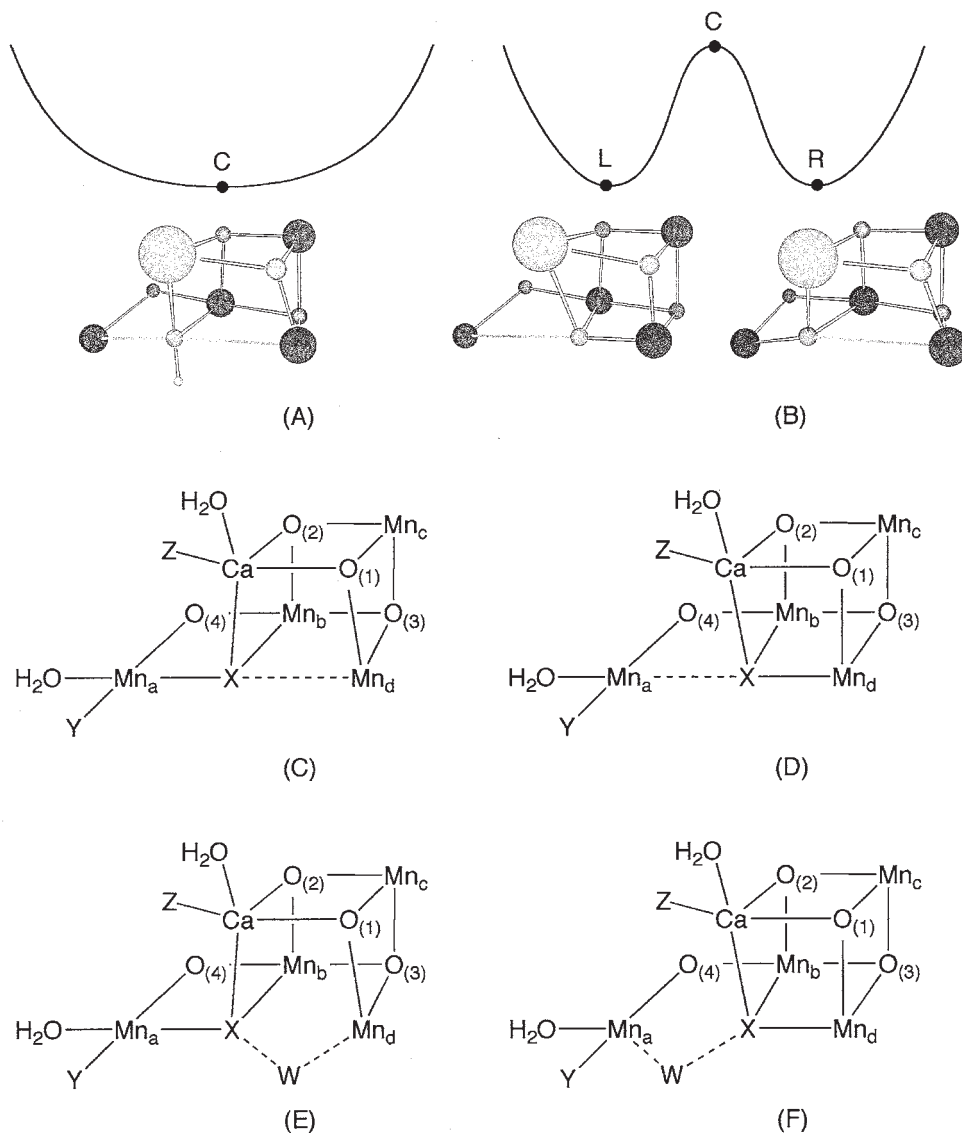 C
C
L R
(A)
(B)
H₂O O₍₂₎ Mnc
Z Ca O₍₁₎
O₍₄₎ Mnb O₍₃₎
H₂O Mna X Mnd
Y
(C)
H₂O O₍₂₎ Mnc
Z Ca O₍₁₎
O₍₄₎ Mnb O₍₃₎
H₂O Mna X Mnd
Y
(D)
H₂O O₍₂₎ Mnc
Z Ca O₍₁₎
O₍₄₎ Mnb O₍₃₎
H₂O Mna X Mnd
Y W
(E)
H₂O O₍₂₎ Mnc
Z Ca O₍₁₎
O₍₄₎ Mnb O₍₃₎
H₂O Mna X Mnd
Y W
(F)